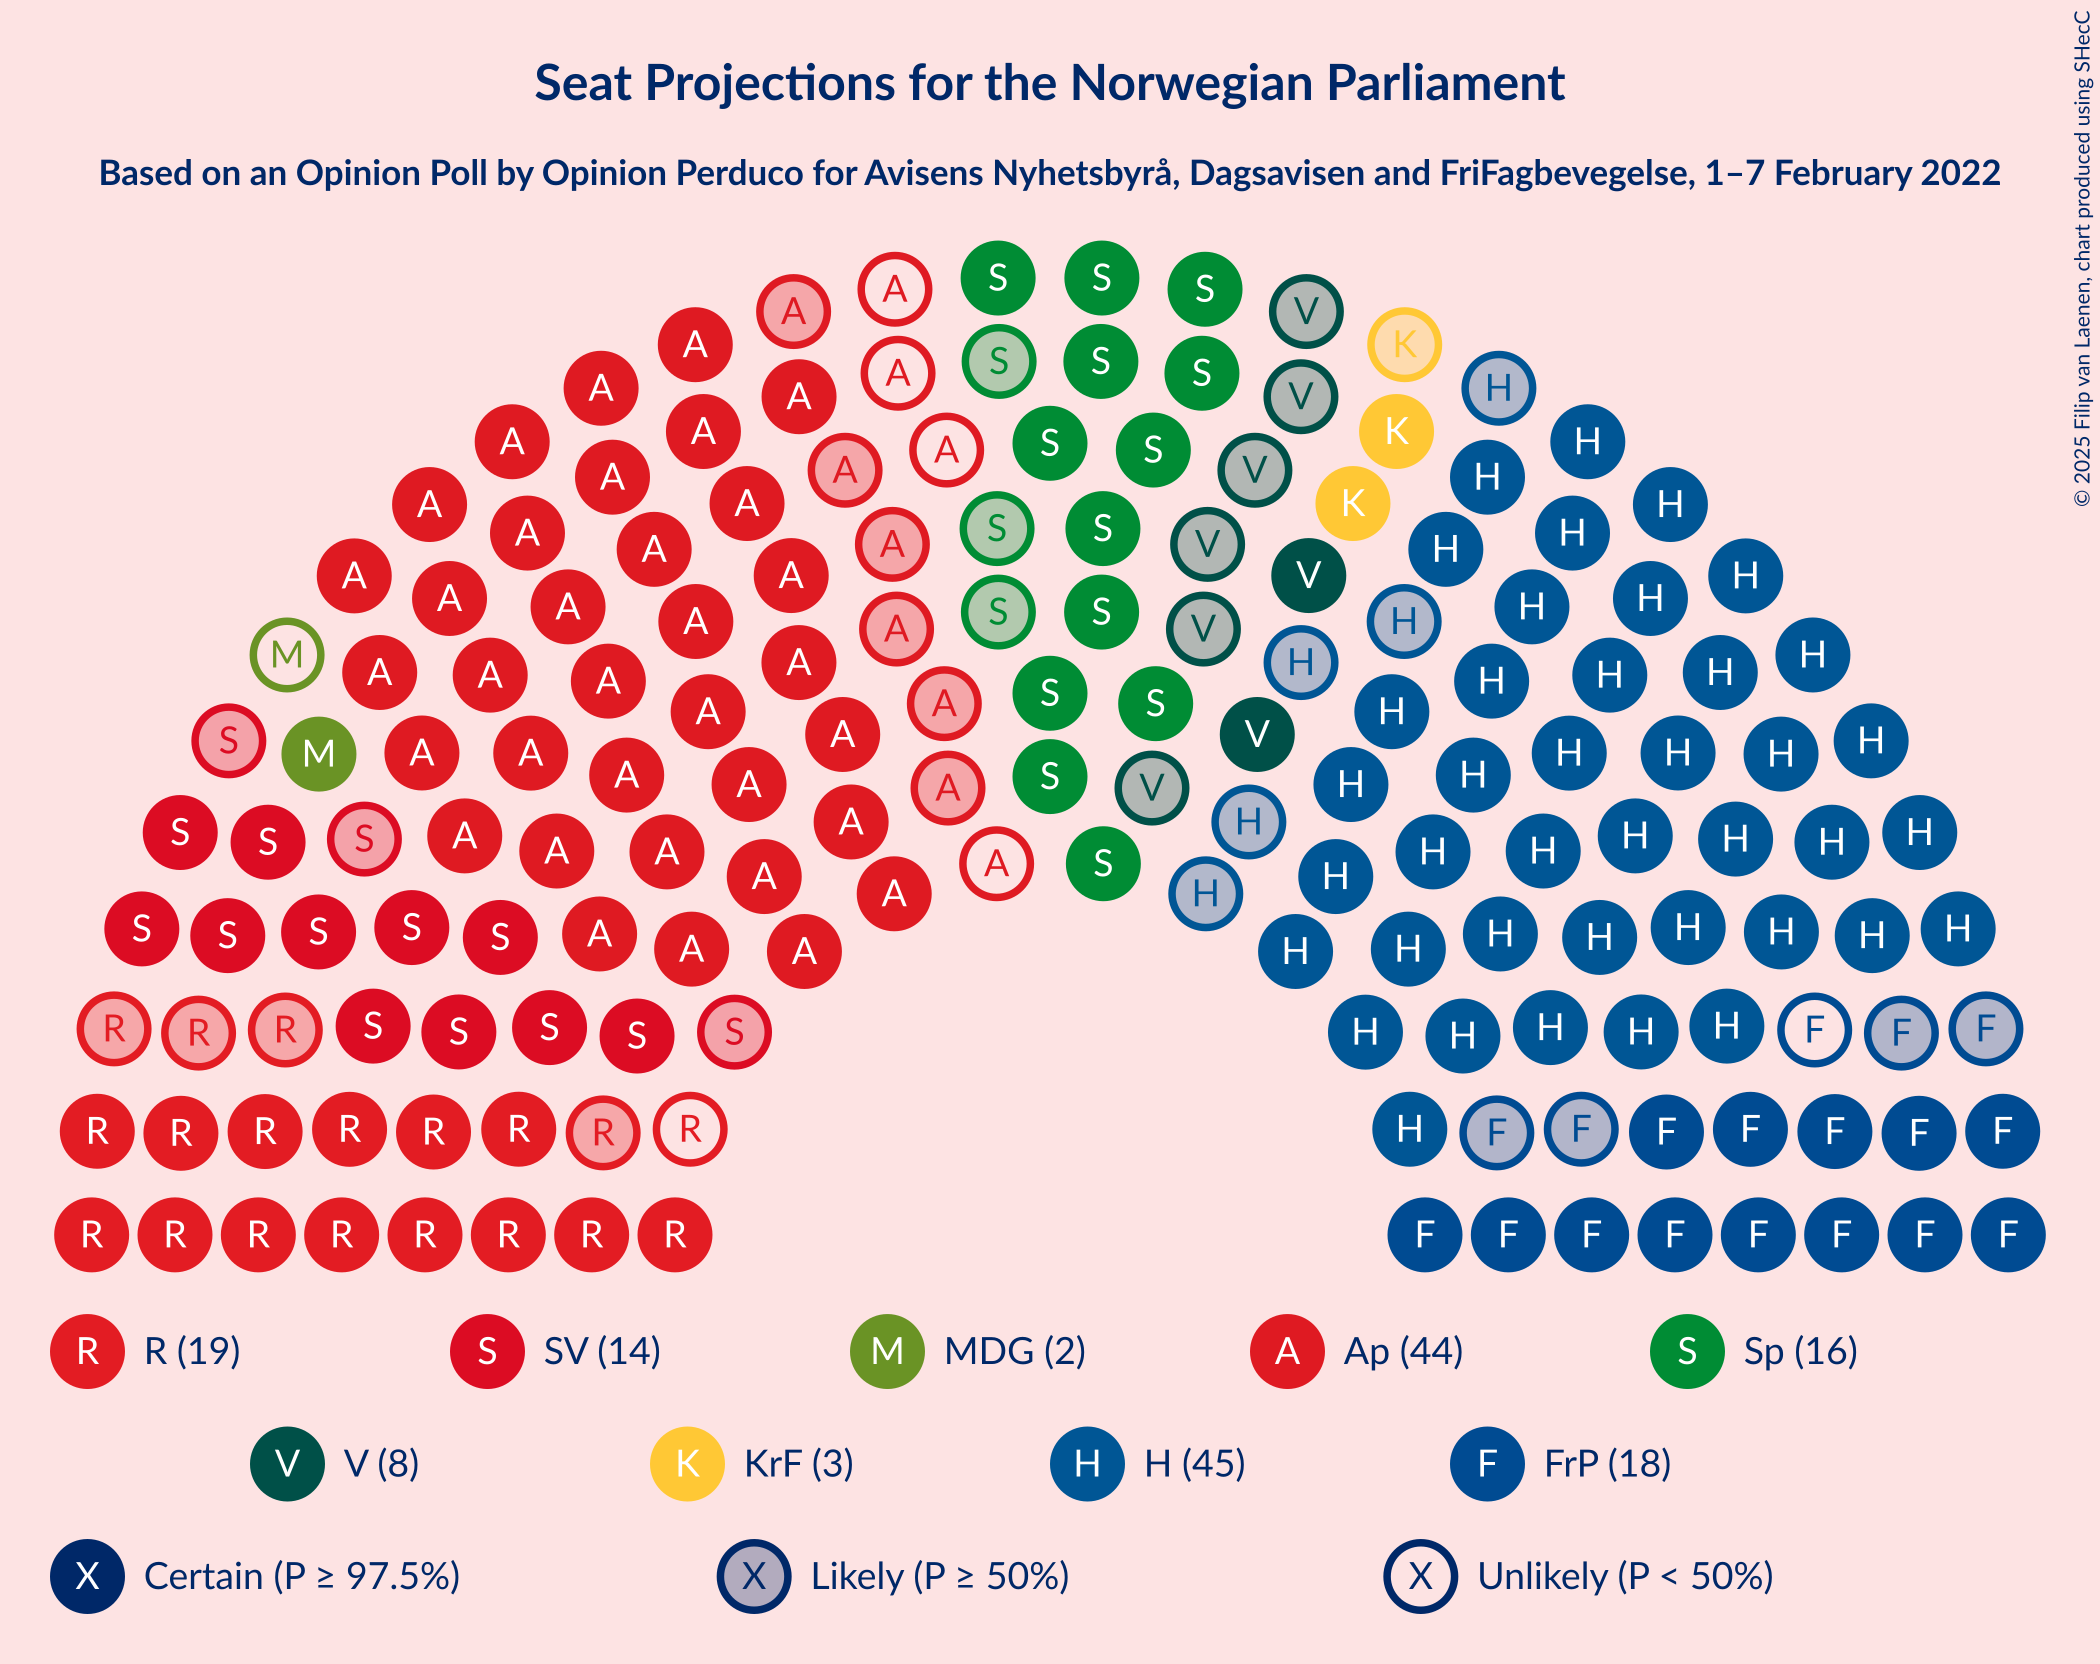 Seat Projections for the Norwegian Parliament
Based on an Opinion Poll by Opinion Perduco for Avisens Nyhetsbyrå, Dagsavisen and FriFagbevegelse, 1–7 February 2022
© 2025 Filip van Laenen, chart produced using SHecC
A A S S S V
A A K H
A A S S S V K H H
A A A A S S V K H H
A A A A S S V V H H H
A A A A A S S V H H H H
M A A A A A S S V H H H H H
S M A A A A A S V H H H H H H
S S S A A A A A A S H H H H H H H H
S S S S S A A A H H H H H H H H
R R R S S S S S H H H H H F F F
R R R R R R R R H F F F F F F F
R R R R R R R R F F F F F F F F
R R (19) S SV (14) M MDG (2) A Ap (44) S Sp (16)
V V (8) K KrF (3) H H (45) F FrP (18)
X Certain (P ≥ 97.5%) X Likely (P ≥ 50%) X Unlikely (P < 50%)